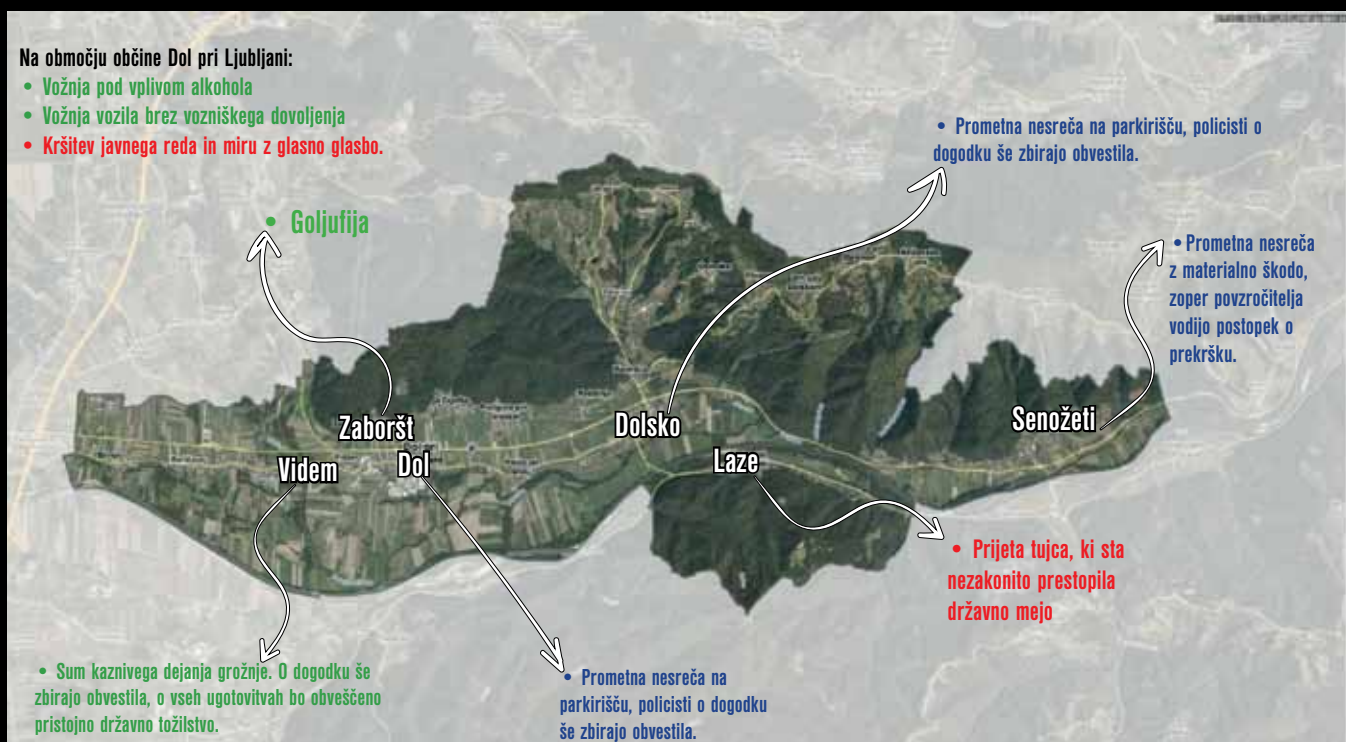 Na območju občine Dol pri Ljubljani:
• Vožnja pod vplivom alkohola
• Vožnja vozila brez vozniškega dovoljenja
• Kršitev javnega reda in miru z glasno glasbo.
• Prometna nesreča na parkirišču, policisti o
dogodku še zbirajo obvestila.
• Goljufija
• Prometna nesreča
z materialno škodo,
zoper povzročitelja
vodijo postopek o
prekršku.
Zaboršt
Dolsko
Senožeti
Videm
Dol
Laze
• Prijeta tujca, ki sta
nezakonito prestopila
državno mejo
• Sum kaznivega dejanja grožnje. O dogodku še
zbirajo obvestila, o vseh ugotovitvah bo obveščeno
pristojno državno tožilstvo.
• Prometna nesreča na
parkirišču, policisti o dogodku
še zbirajo obvestila.